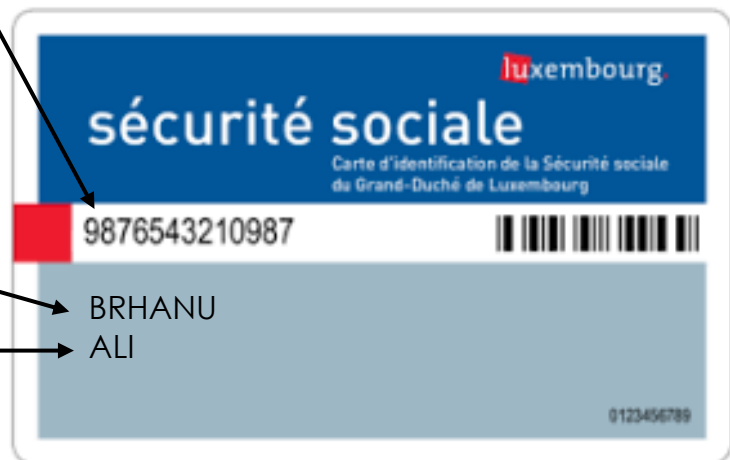 luxembourg.
sécurité sociale
Carte d'identification de la Sécurité sociale
du Grand-Duché de Luxembourg
9876543210987
BRHANU
ALI
0123456789